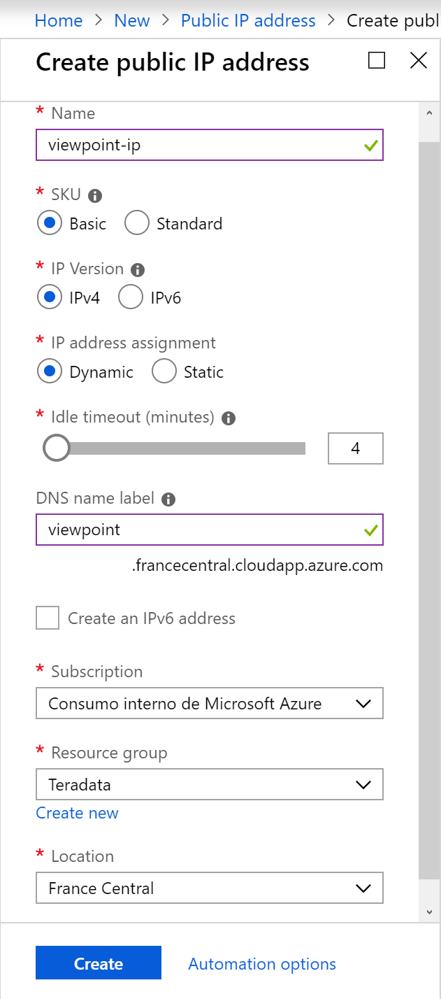 Home > New > Public IP address > Create publ
Create public IP address
* Name
viewpoint-ip
* SKU
Basic Standard
* IP Version
IPv4 IPv6
* IP address assignment
Dynamic Static
* Idle timeout (minutes)
4
DNS name label
viewpoint
.francecentral.cloudapp.azure.com
Create an IPv6 address
* Subscription
Consumo interno de Microsoft Azure
* Resource group
Teradata
Create new
* Location
France Central
Create Automation options